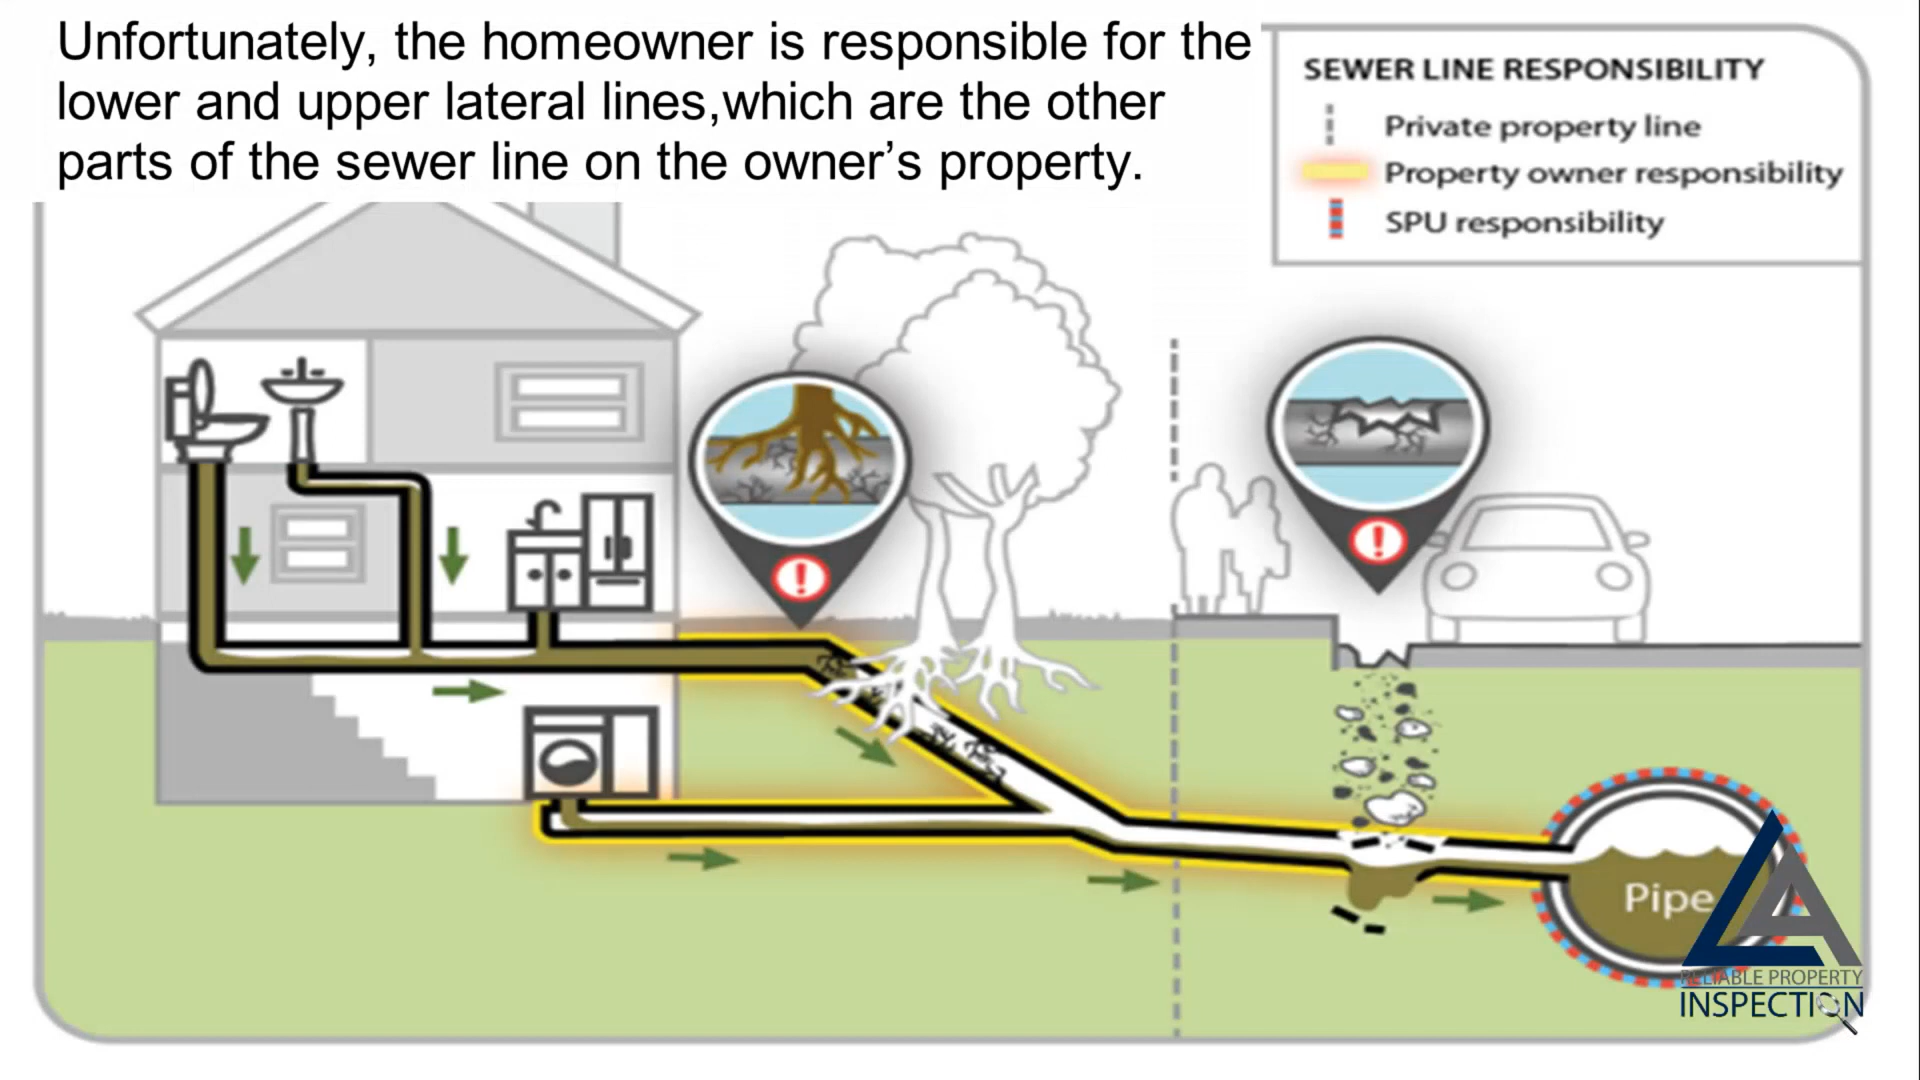 Unfortunately, the homeowner is responsible for the
lower and upper lateral lines,which are the other
parts of the sewer line on the owner's property.
SEWER LINE RESPONSIBILITY
Private property line
Property owner responsibility
SPU responsibility
!
!
Pipe
LA
RELIABLE PROPERTY
INSPECTION